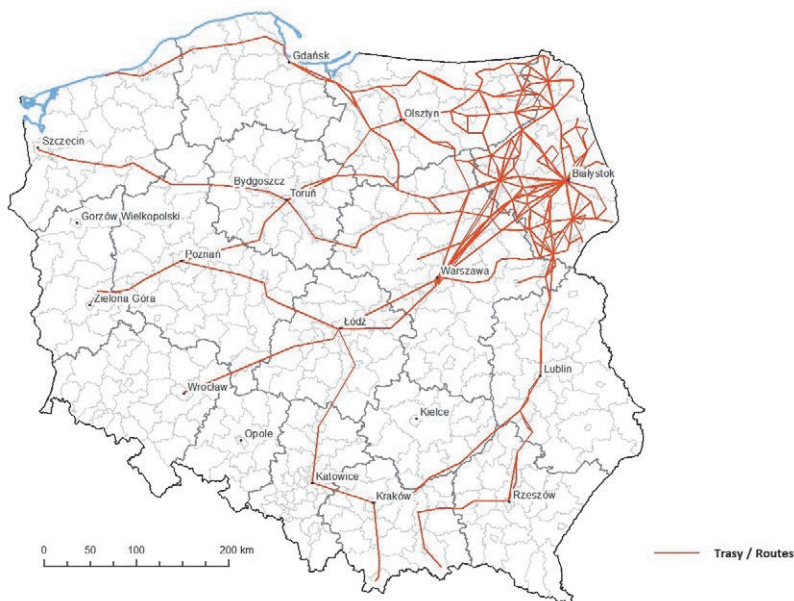 Gdańsk
Olsztyn
Szczecin
Bydgoszcz
Białystok
Toruń
Gorzów Wielkopolski
Poznań
Warszawa
Zielona Góra
Łódź
Lublin
Wrocław
Kielce
Opole
Katowice
Kraków
Rzeszów
0 50 100 200 km
Trasy / Routes